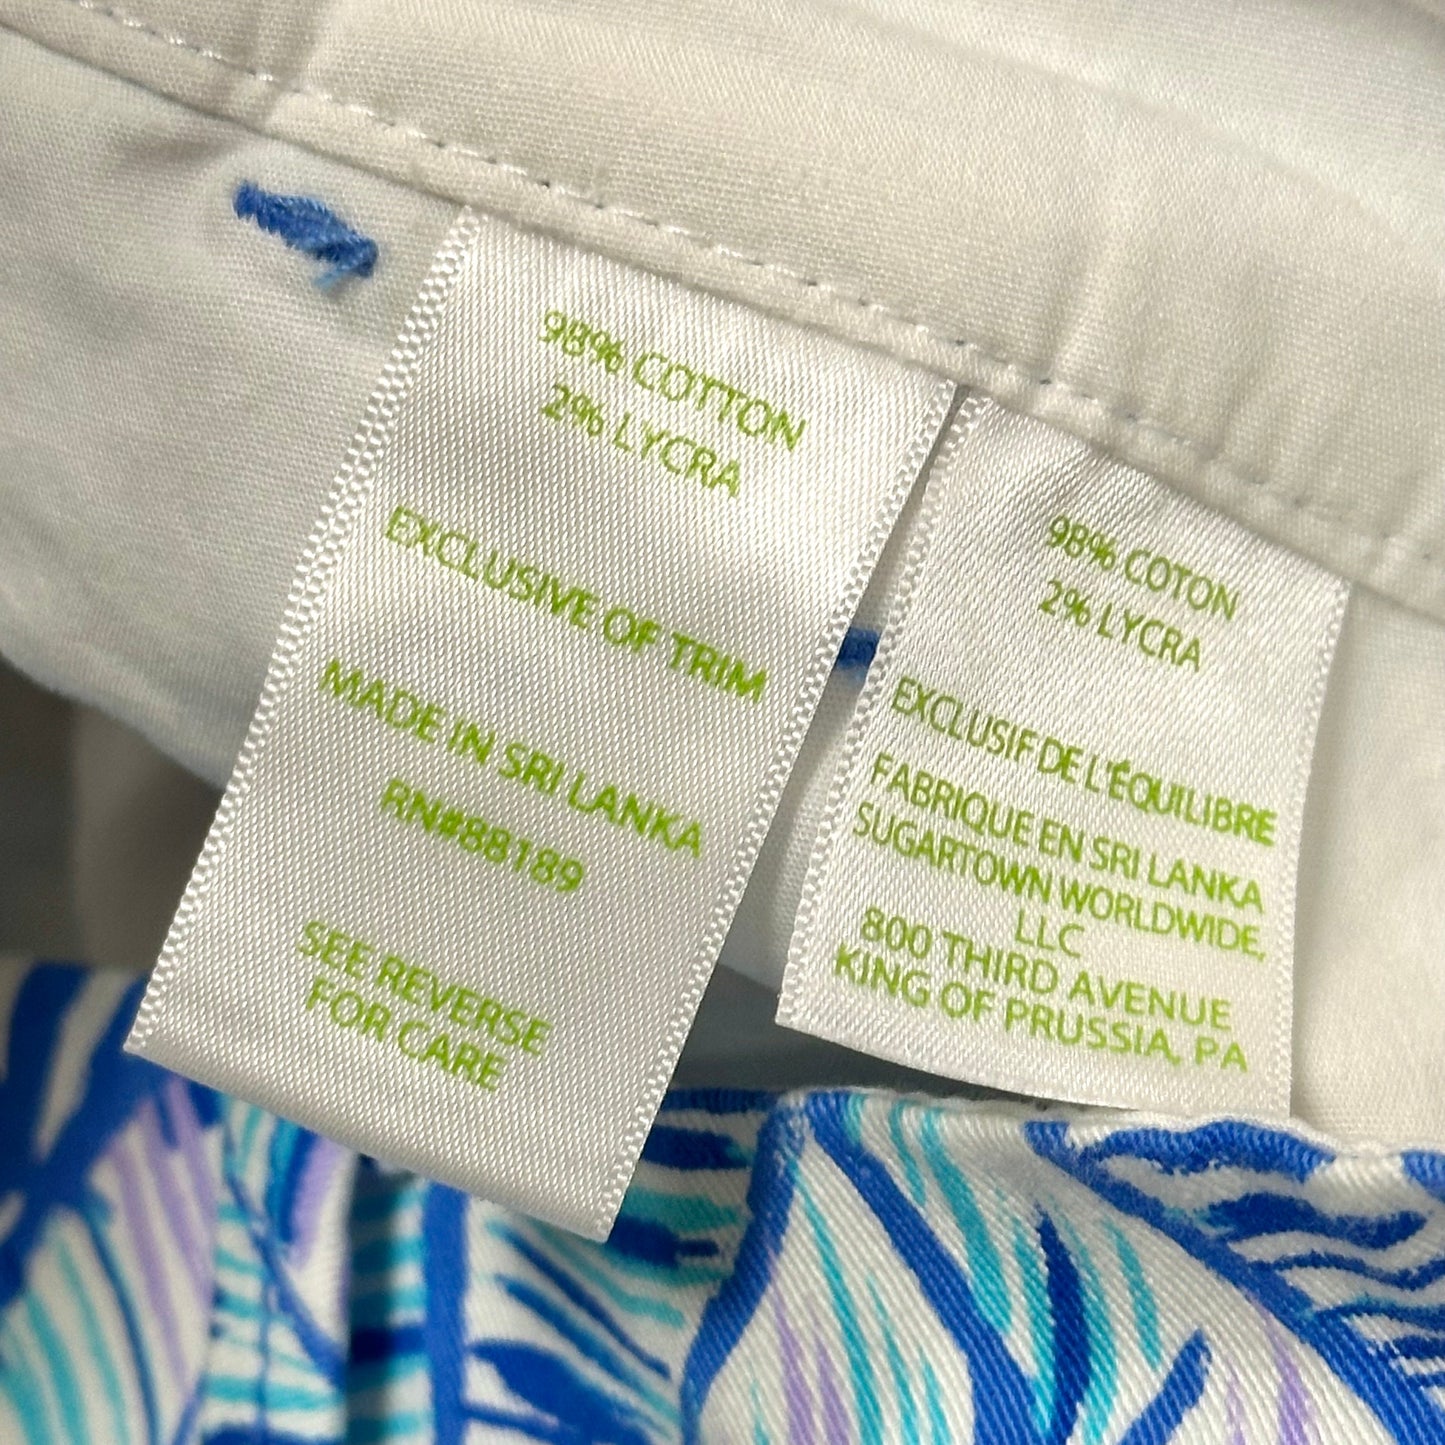 98% COTTON
2% LYCRA
EXCLUSIVE OF TRIM
MADE IN SRI LANKA
RN#88189
SEE REVERSE
FOR CARE
98% COTON
2% LYCRA
EXCLUSIF DE L'ÉQUILIBRE
FABRIQUE EN SRI LANKA
SUGARTOWN WORLDWIDE,
LLC
800 THIRD AVENUE
KING OF PRUSSIA, PA